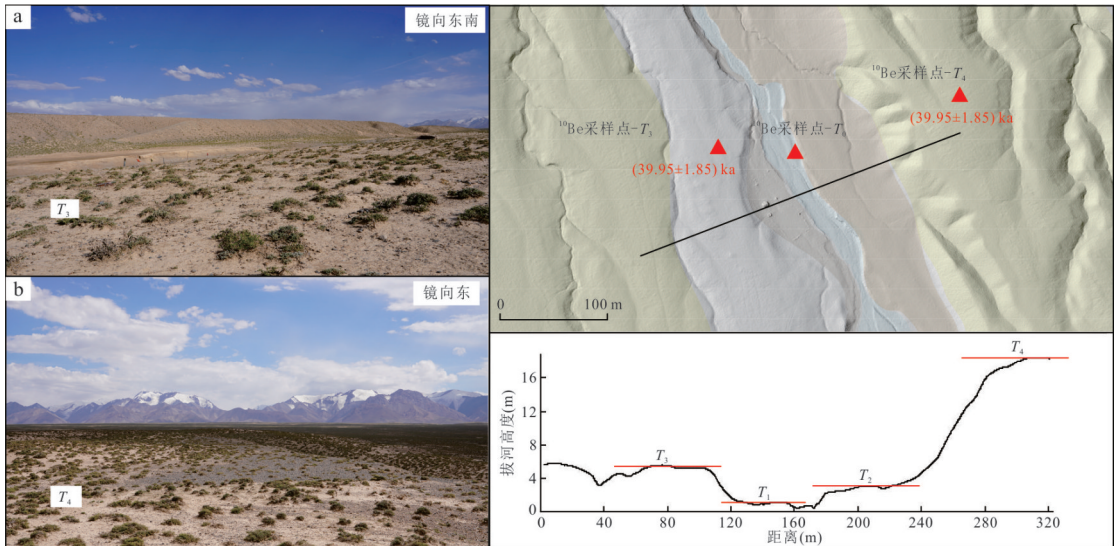 a
镜向东南
T₃
b
镜向东
T₄
¹⁰Be采样点-T₃
(39.95±1.85) ka
¹⁰Be采样点-T
¹⁰Be采样点-T₄
(39.95±1.85) ka
0
100 m
拔河高度(m)
16
12
8
4
0
T₃
T₁
T₂
T₄
0 40 80 120 160 200 240 280 320
距离(m)